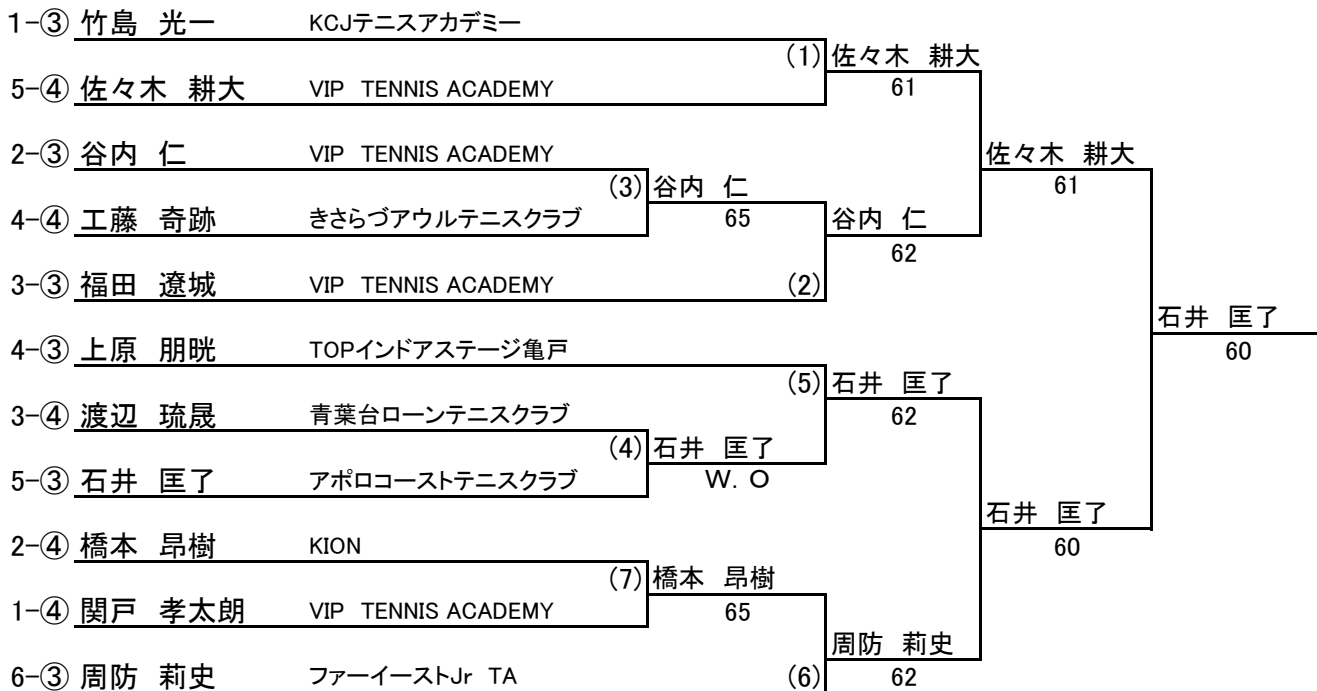 1-③ 竹島 光一 KCJテニスアカデミー
(1) 佐々木 耕大
5-④ 佐々木 耕大 VIP TENNIS ACADEMY 61
2-③ 谷内 仁 VIP TENNIS ACADEMY 佐々木 耕大
(3) 谷内 仁 61
4-④ 工藤 奇跡 きさらづアウルテニスクラブ 65 谷内 仁
62
3-③ 福田 遼城 VIP TENNIS ACADEMY (2)
石井 匡了
4-③ 上原 朋晄 TOPインドアステージ亀戸 60
(5) 石井 匡了
3-④ 渡辺 琉晟 青葉台ローンテニスクラブ 62
(4) 石井 匡了
5-③ 石井 匡了 アポロコーストテニスクラブ W.O
石井 匡了
2-④ 橋本 昂樹 KION 60
(7) 橋本 昂樹
1-④ 関戸 孝太朗 VIP TENNIS ACADEMY 65
周防 莉史
6-③ 周防 莉史 ファーイーストJr TA (6) 62